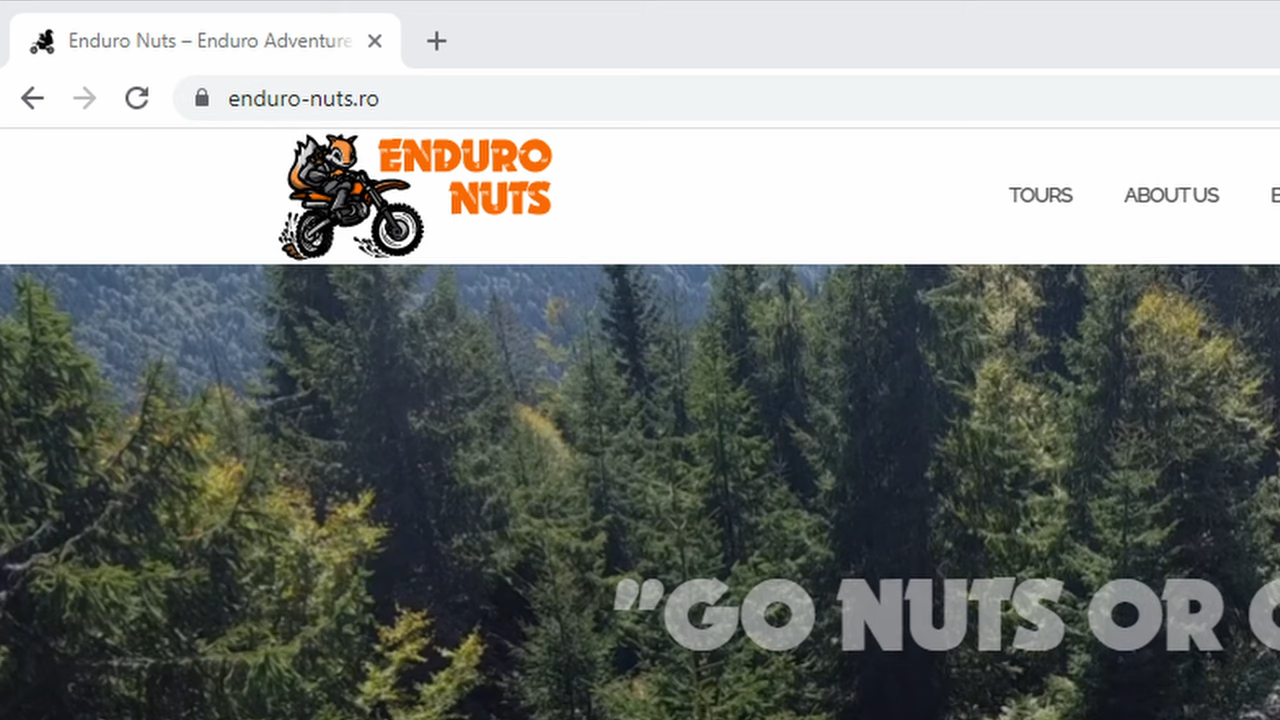 Enduro Nuts – Enduro Adventure
enduro-nuts.ro
ENDURO
NUTS
TOURS
ABOUT US
E
"GO NUTS OR